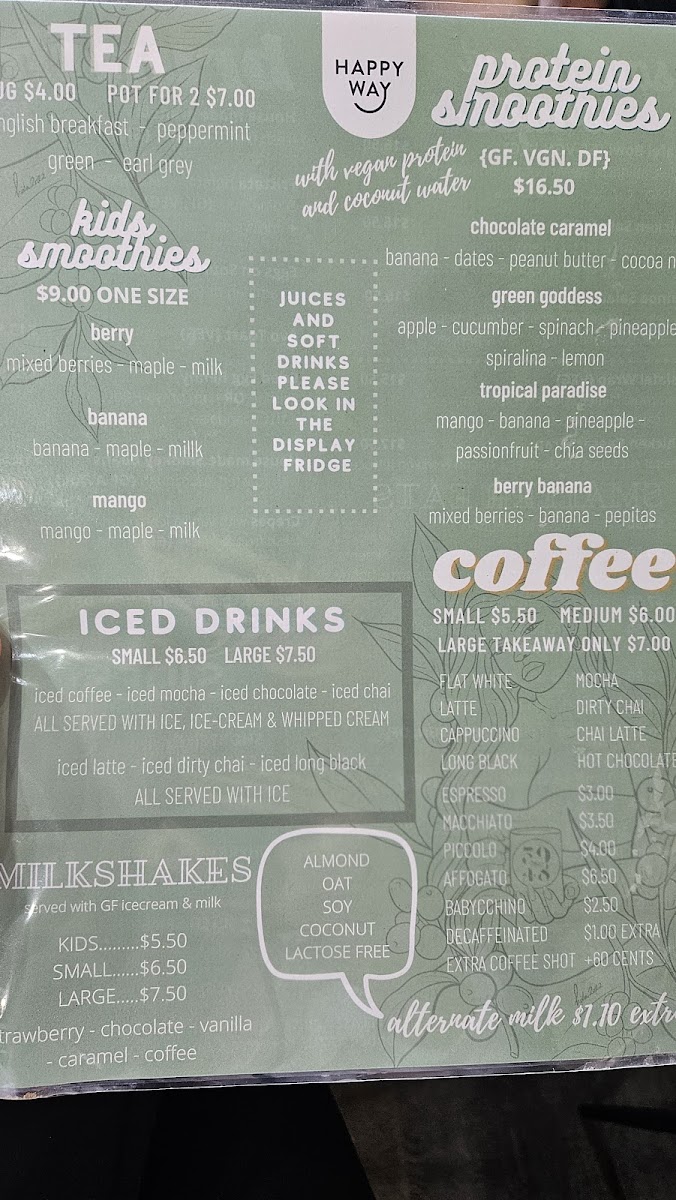 TEA
UG $4.00 POT FOR 2 $7.00
nglish breakfast - peppermint
green - earl grey
kids
smoothies
$9.00 ONE SIZE
berry
mixed berries - maple - milk
banana
banana - maple - millk
mango
mango - maple - milk
HAPPY
WAY
with vegan protein
and coconut water
JUICES
AND
SOFT
DRINKS
PLEASE
LOOK IN
THE
DISPLAY
FRIDGE
protein
smoothies
{GF. VGN. DF}
$16.50
chocolate caramel
banana - dates - peanut butter - cocoa n
green goddess
apple - cucumber - spinach - pineapple
spiralina - lemon
tropical paradise
mango - banana - pineapple -
passionfruit - chia seeds
berry banana
mixed berries - banana - pepitas
ICED DRINKS
SMALL $6.50 LARGE $7.50
iced coffee - iced mocha - iced chocolate - iced chai
ALL SERVED WITH ICE, ICE-CREAM & WHIPPED CREAM
iced latte - iced dirty chai - iced long black
ALL SERVED WITH ICE
coffee
SMALL $5.50 MEDIUM $6.00
LARGE TAKEAWAY ONLY $7.00
FLAT WHITE MOCHA
LATTE DIRTY CHAI
CAPPUCCINO CHAI LATTE
LONG BLACK HOT CHOCOLATE
ESPRESSO $3.00
MACCHIATO $3.50
PICCOLO $4.00
AFFOGATO $6.50
BABYCCHINO $2.50
DECAFFEINATED $1.00 EXTRA
EXTRA COFFEE SHOT +60 CENTS
MILKSHAKES
served with GF icecream & milk
KIDS.........$5.50
SMALL......$6.50
LARGE.....$7.50
trawberry - chocolate - vanilla
- caramel - coffee
ALMOND
OAT
SOY
COCONUT
LACTOSE FREE
alternate milk $1.10 extr